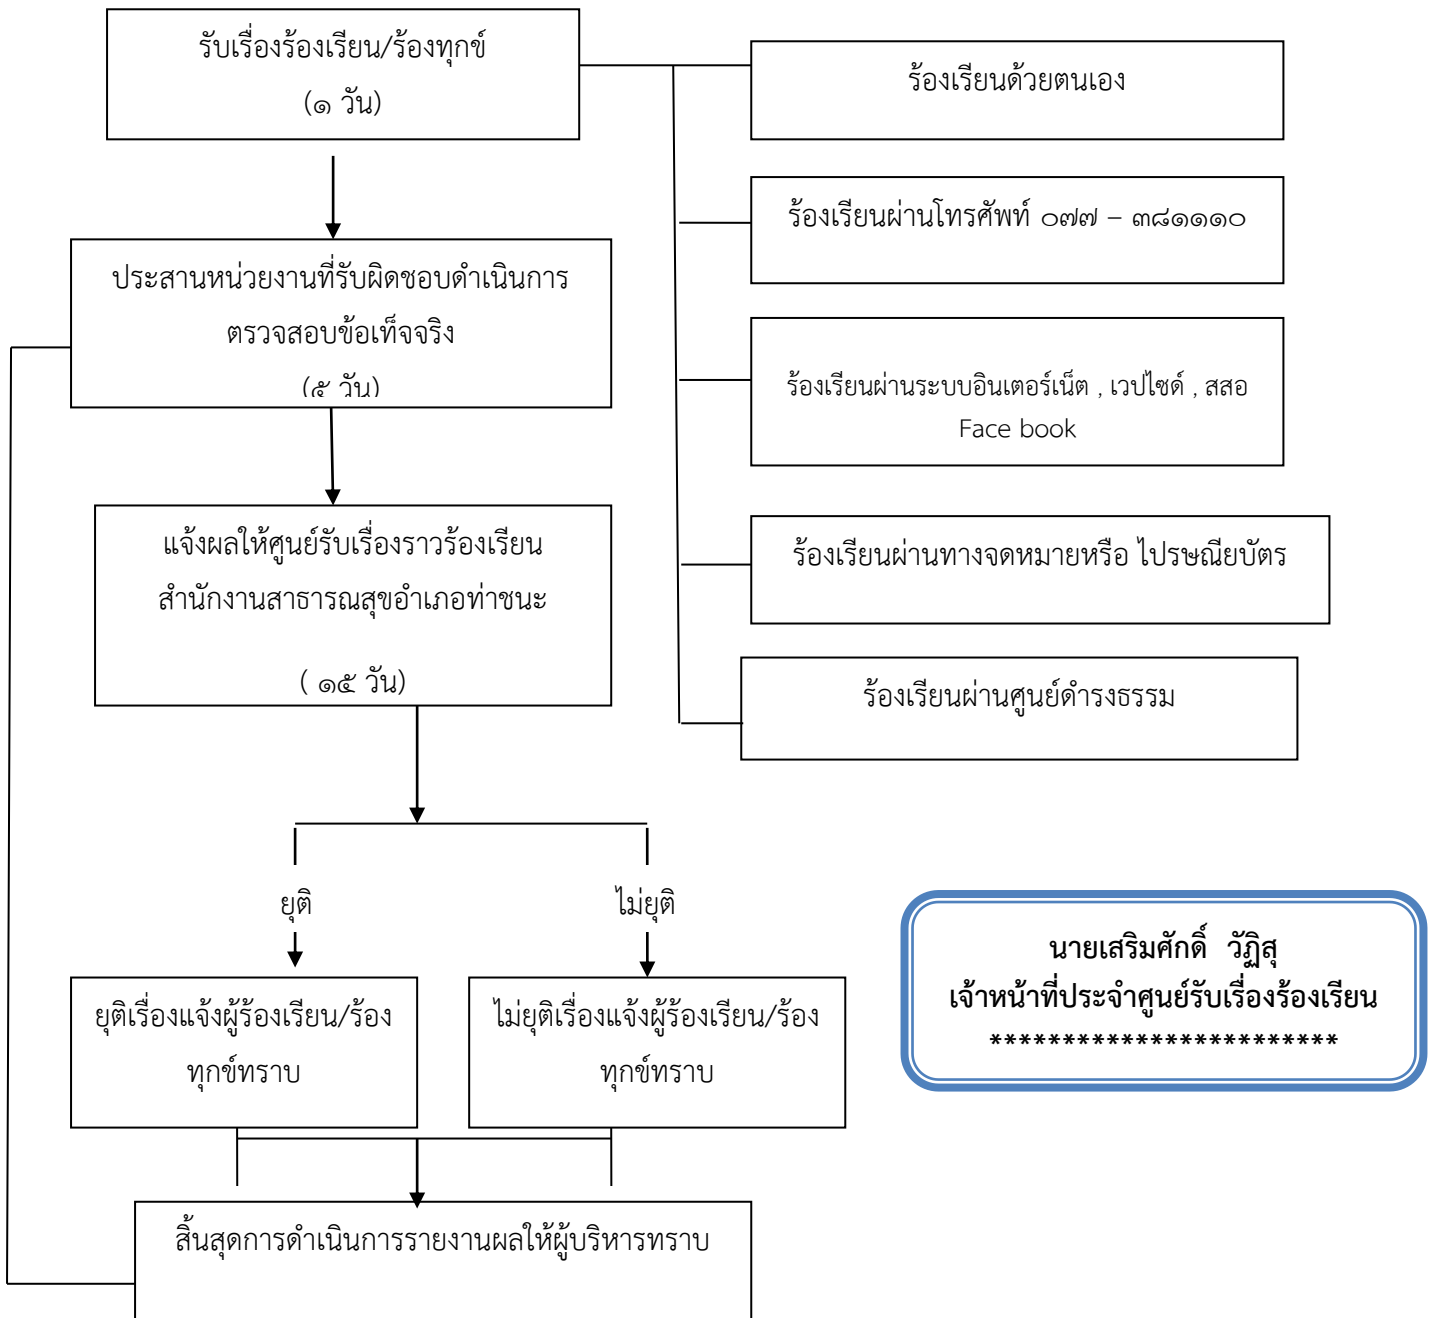 รับเรื่องร้องเรียน/ร้องทุกข์
(๑ วัน)
ร้องเรียนด้วยตนเอง
ร้องเรียนผ่านโทรศัพท์ ๐๗๗ – ๓๘๑๑๑๐
ประสานหน่วยงานที่รับผิดชอบดำเนินการ
ตรวจสอบข้อเท็จจริง
(๕ วัน)
ร้องเรียนผ่านระบบอินเตอร์เน็ต , เวปไซด์ , สสอ
Face book
แจ้งผลให้ศูนย์รับเรื่องราวร้องเรียน
สำนักงานสาธารณสุขอำเภอท่าชนะ
( ๑๕ วัน)
ร้องเรียนผ่านทางจดหมายหรือ ไปรษณียบัตร
ร้องเรียนผ่านศูนย์ดำรงธรรม
ยุติ
ไม่ยุติ
ยุติเรื่องแจ้งผู้ร้องเรียน/ร้อง
ทุกข์ทราบ
ไม่ยุติเรื่องแจ้งผู้ร้องเรียน/ร้อง
ทุกข์ทราบ
นายเสริมศักดิ์ วัฏิสุ
เจ้าหน้าที่ประจำศูนย์รับเรื่องร้องเรียน
************************
สิ้นสุดการดำเนินการรายงานผลให้ผู้บริหารทราบ